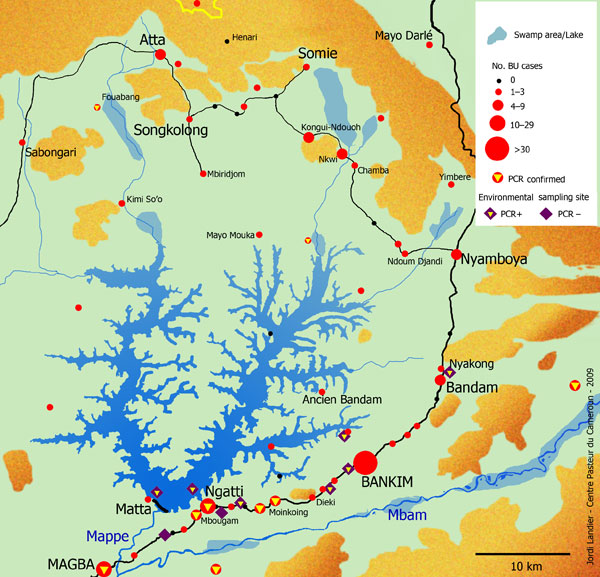 Henari
Mayo Darlé
Atta
Somie
Fouabang
Songkolong
Kongui-Ndouoh
Sabongari
Nkwi
Mbiridjom
Chamba
Yimbere
Kimi So'o
Mayo Mouka
Ndoum Djandi
Nyamboya
Nyakong
Bandam
Ancien Bandam
BANKIM
Ngatti
Matta
Dieki
Moinkoing
Mbougam
Mbam
Mappe
MAGBA
Swamp area/Lake
No. BU cases
0
1–3
4–9
10–29
>30
PCR confirmed
Environmental sampling site
PCR+ PCR –
10 km
Jordi Landier - Centre Pasteur du Cameroun - 2009